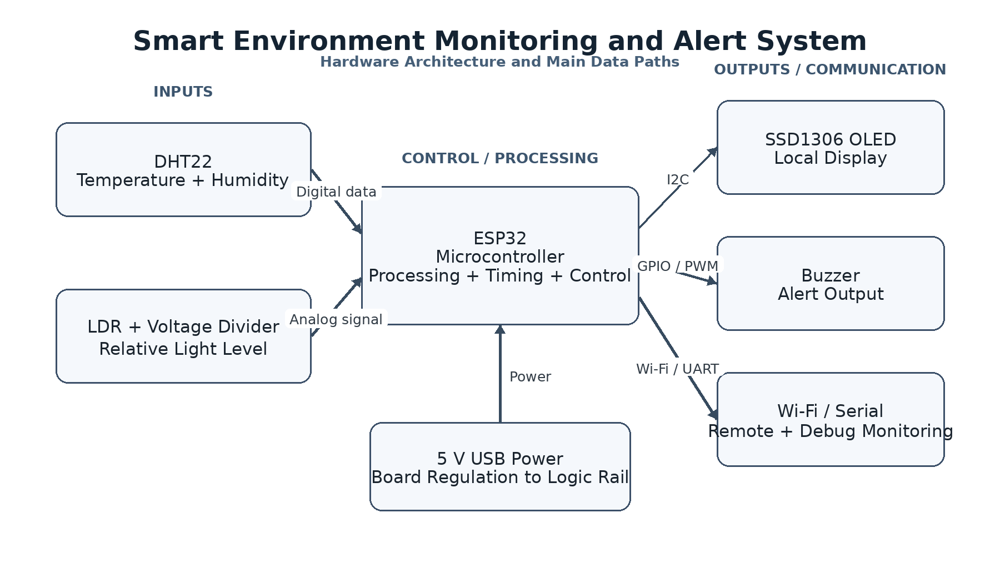 Smart Environment Monitoring and Alert System
Hardware Architecture and Main Data Paths
INPUTS
DHT22
Temperature + Humidity
LDR + Voltage Divider
Relative Light Level
Digital data
Analog signal
CONTROL / PROCESSING
ESP32
Microcontroller
Processing + Timing + Control
Power
5 V USB Power
Board Regulation to Logic Rail
OUTPUTS / COMMUNICATION
I2C
SSD1306 OLED
Local Display
GPIO / PWM
Buzzer
Alert Output
Wi-Fi / UART
Wi-Fi / Serial
Remote + Debug Monitoring